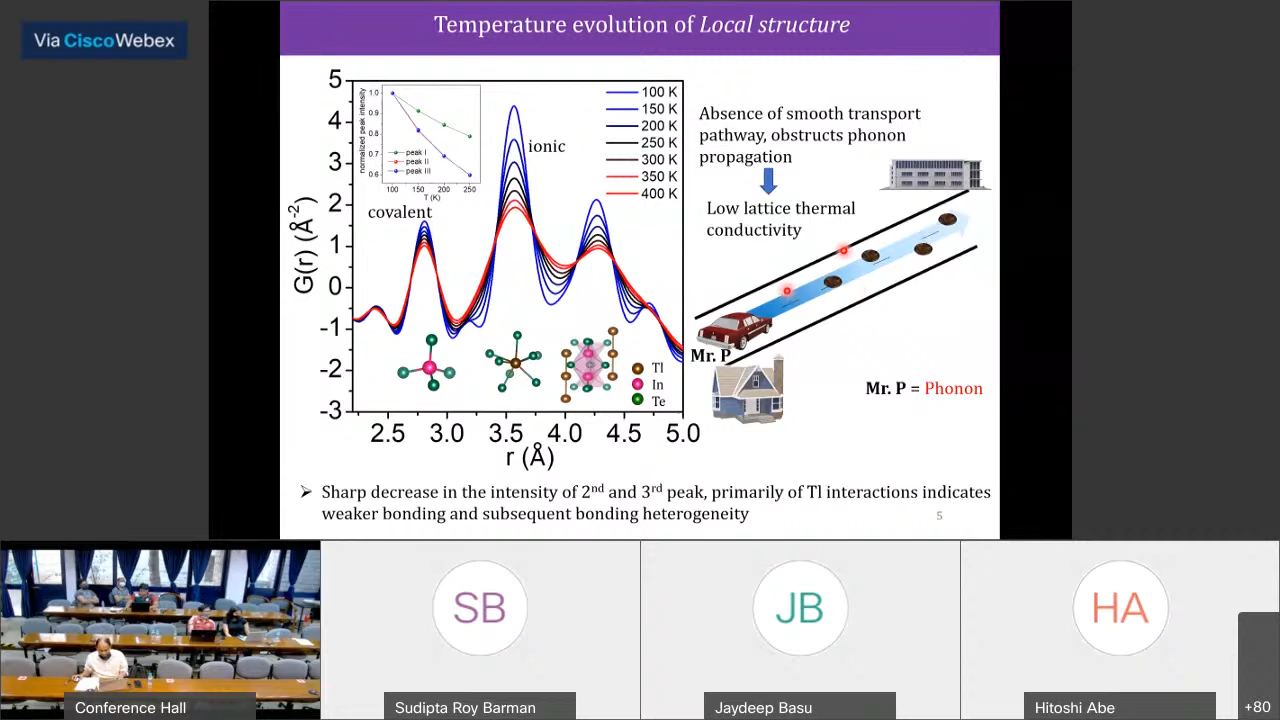 Via CiscoWebex
Temperature evolution of Local structure
5
4
3
2
1
0
-1
-2
-3
G(r) (Å⁻²)
2.5 3.0 3.5 4.0 4.5 5.0
r (Å)
normalized peak intensity
1.0
0.9
0.8
0.7
0.6
peak I
peak II
peak III
100 150 200 250
T (K)
covalent
ionic
100 K
150 K
200 K
250 K
300 K
350 K
400 K
Tl
In
Te
Absence of smooth transport
pathway, obstructs phonon
propagation
Low lattice thermal
conductivity
Mr. P
Mr. P = Phonon
➢ Sharp decrease in the intensity of 2nd and 3rd peak, primarily of Tl interactions indicates
weaker bonding and subsequent bonding heterogeneity
5
SB
JB
HA
Conference Hall
Sudipta Roy Barman
Jaydeep Basu
Hitoshi Abe
+80